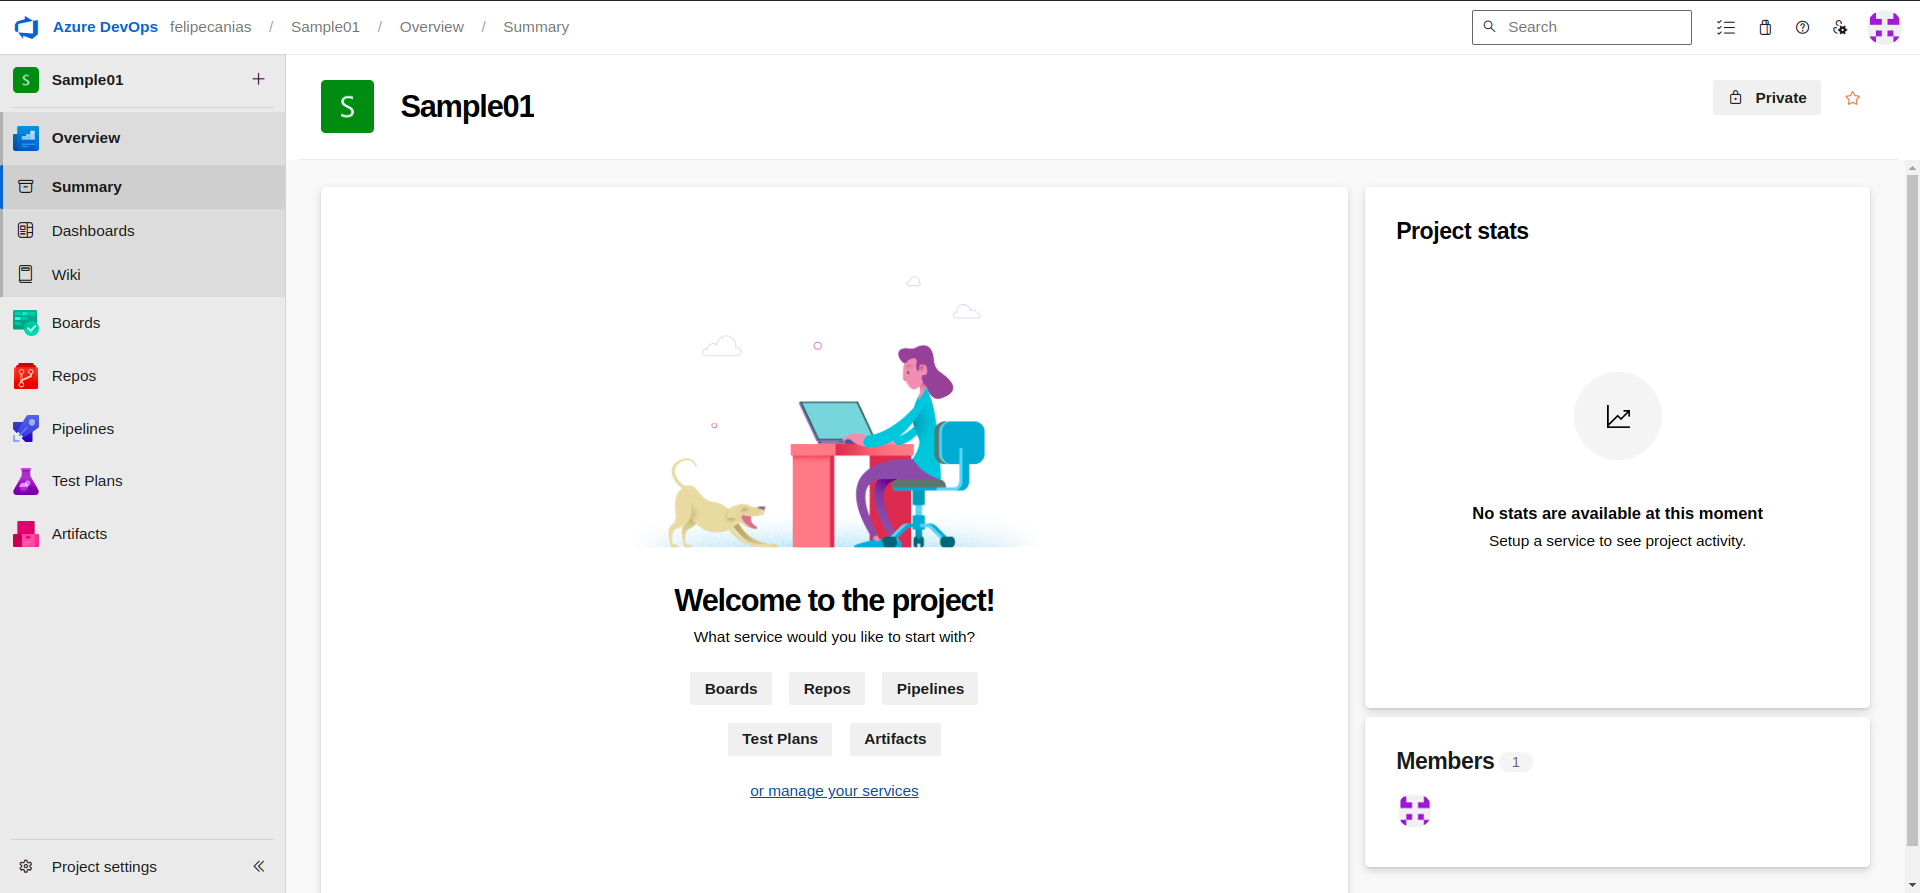 Azure DevOps felipecanias / Sample01 / Overview / Summary
Search
S Sample01 +
Overview
Summary
Dashboards
Wiki
Boards
Repos
Pipelines
Test Plans
Artifacts
Project settings
S Sample01
Private
Welcome to the project!
What service would you like to start with?
Boards Repos Pipelines
Test Plans Artifacts
or manage your services
Project stats
No stats are available at this moment
Setup a service to see project activity.
Members 1